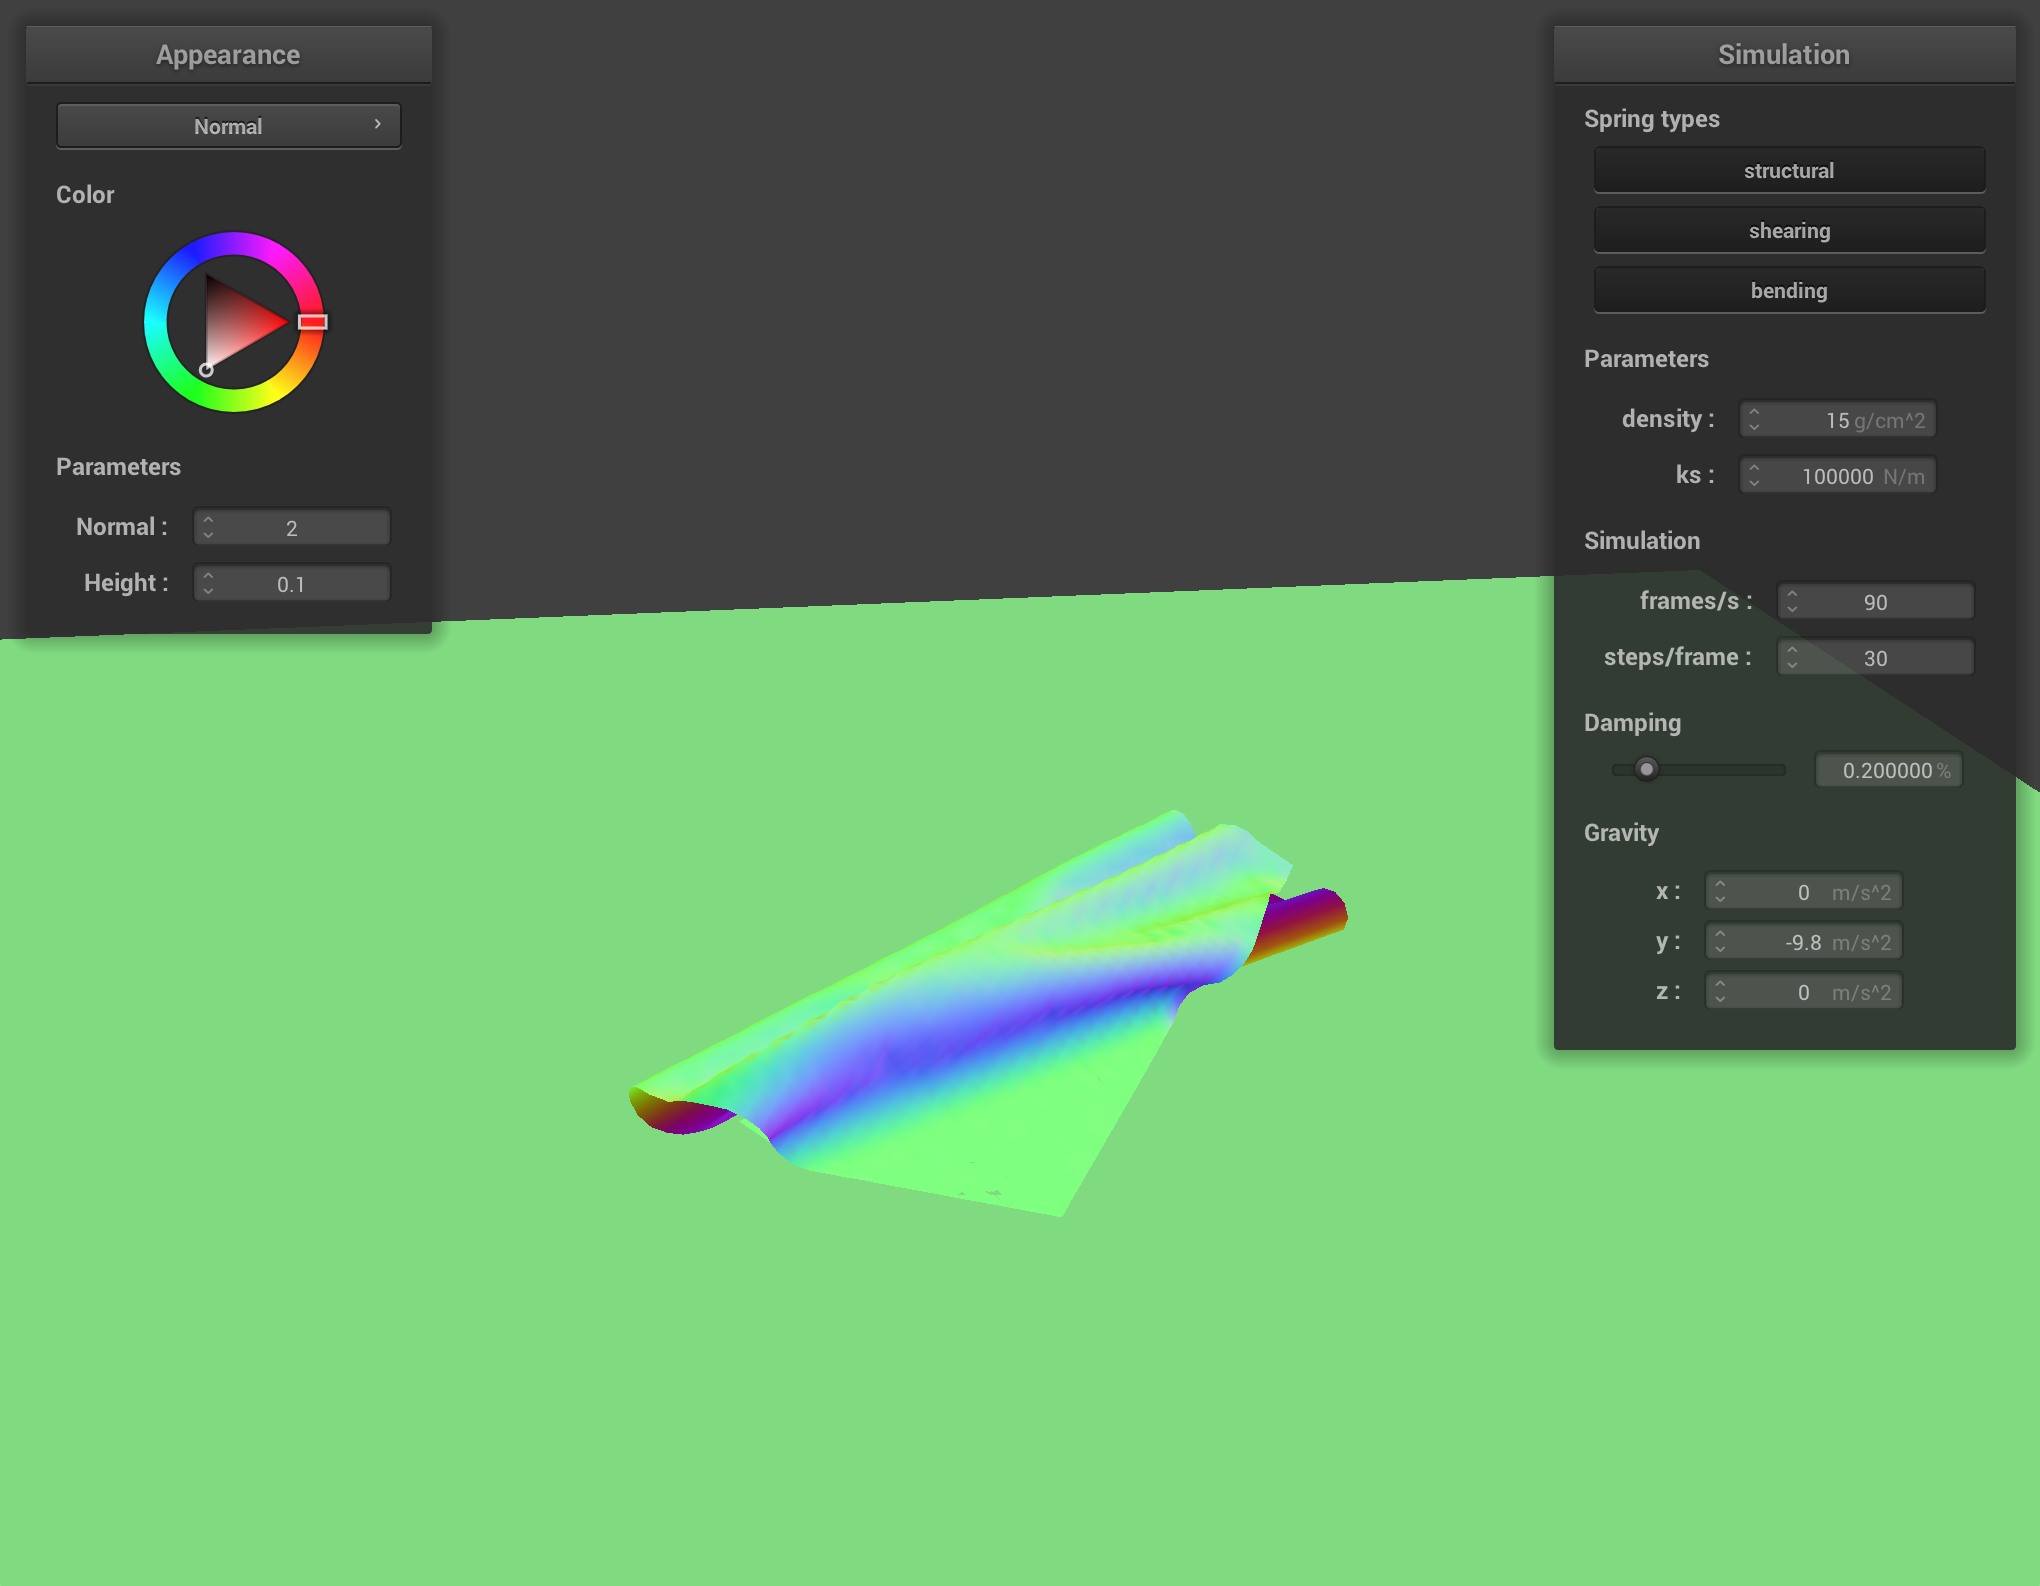 Appearance
Normal
Color
Parameters
Normal : 2
Height : 0.1
Simulation
Spring types
structural
shearing
bending
Parameters
density : 15 g/cm^2
ks : 100000 N/m
Simulation
frames/s : 90
steps/frame : 30
Damping
0.200000 %
Gravity
x : 0 m/s^2
y : -9.8 m/s^2
z : 0 m/s^2